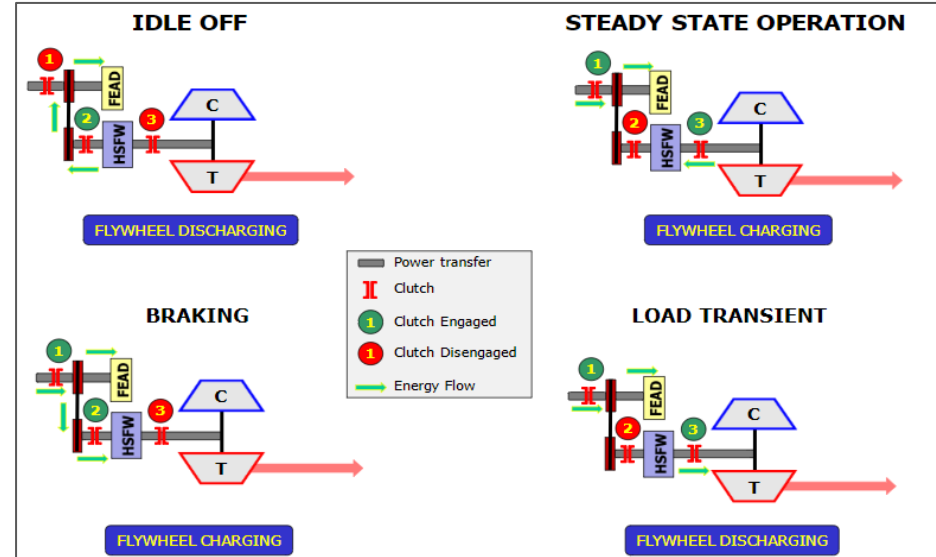 IDLE OFF
1
FEAD
2
3
HSFW
C
T
FLYWHEEL DISCHARGING
STEADY STATE OPERATION
1
FEAD
2
3
HSFW
C
T
FLYWHEEL CHARGING
Power transfer
Clutch
1 Clutch Engaged
1 Clutch Disengaged
Energy Flow
BRAKING
1
FEAD
2
3
HSFW
C
T
FLYWHEEL CHARGING
LOAD TRANSIENT
1
FEAD
2
3
HSFW
C
T
FLYWHEEL DISCHARGING